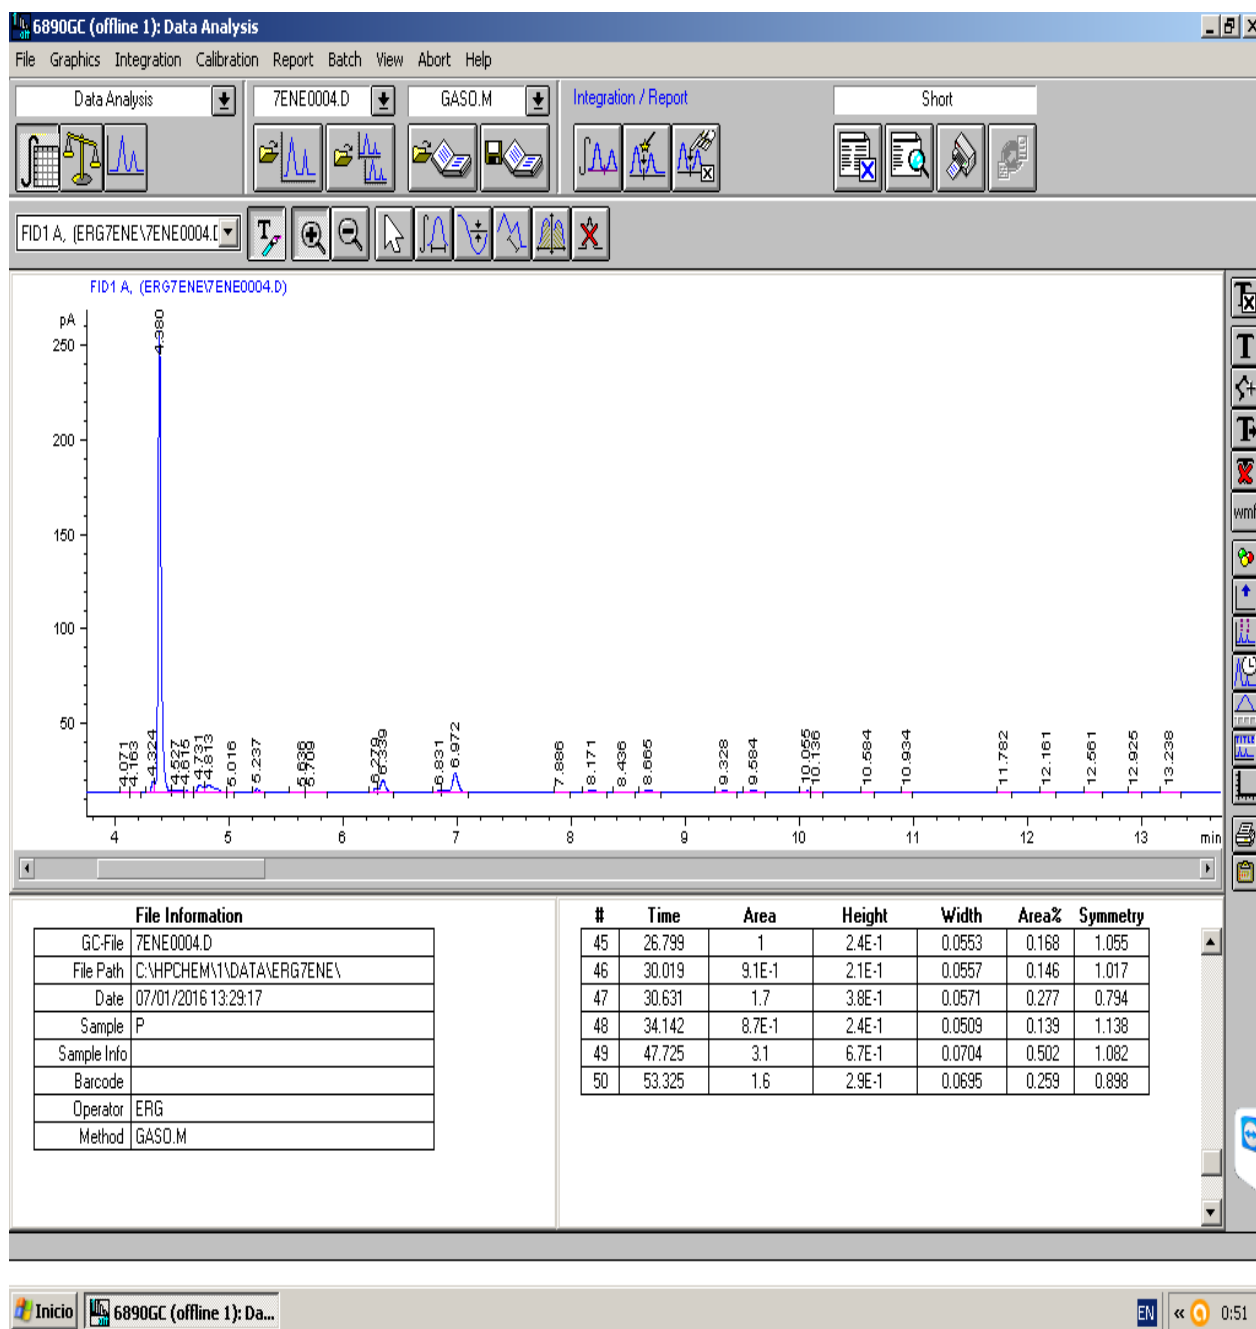 6890GC (offline 1): Data Analysis
File Graphics Integration Calibration Report Batch View Abort Help
Data Analysis 7ENE0004.D GASO.M Integration / Report Short
FID1 A, (ERG7ENE\7ENE0004.D
FID1 A, (ERG7ENE\7ENE0004.D)
pA
250
200
150
100
50
4.071
4.163
4.324
4.380
4.527
4.615
4.731
4.813
5.016
5.237
5.709
6.279
6.339
6.831
6.972
7.886
8.171
8.436
8.665
9.328
9.584
10.055
10.136
10.584
10.934
11.782
12.161
12.561
12.925
13.238
4 5 6 7 8 9 10 11 12 13 min
wmf
TITLE
File Information
GC-File 7ENE0004.D
File Path C:\HPCHEM\1\DATA\ERG7ENE\
Date 07/01/2016 13:29:17
Sample P
Sample Info
Barcode
Operator ERG
Method GASO.M
# Time Area Height Width Area% Symmetry
45 26.799 1 2.4E-1 0.0553 0.168 1.055
46 30.019 9.1E-1 2.1E-1 0.0557 0.146 1.017
47 30.631 1.7 3.8E-1 0.0571 0.277 0.794
48 34.142 8.7E-1 2.4E-1 0.0509 0.139 1.138
49 47.725 3.1 6.7E-1 0.0704 0.502 1.082
50 53.325 1.6 2.9E-1 0.0695 0.259 0.898
Inicio 6890GC (offline 1): Da... EN « 0:51